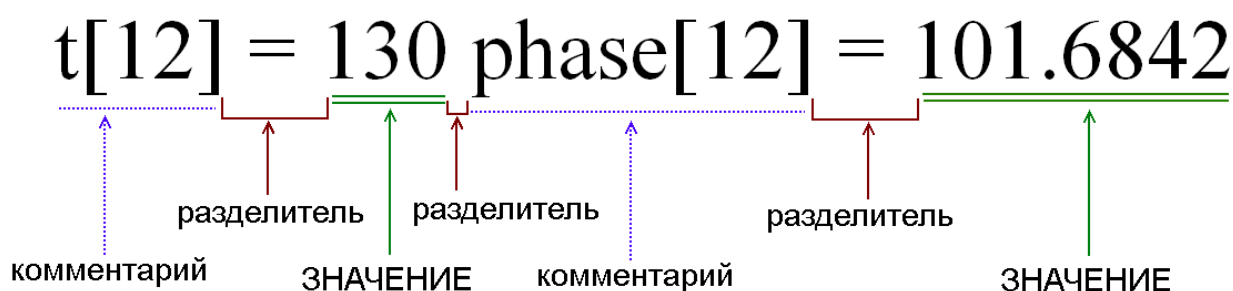 t[12] = 130 phase[12] = 101.6842
разделитель разделитель разделитель
комментарий ЗНАЧЕНИЕ комментарий ЗНАЧЕНИЕ